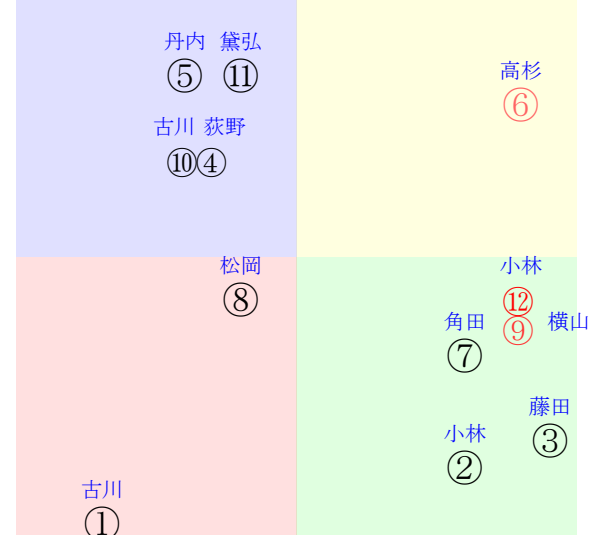 丹内 黛弘
⑤ ⑪
高杉
⑥
古川 荻野
⑩④
松岡
⑧
小林
⑫
角田 横山
⑦ ⑨
藤田
③
小林
②
古川
①